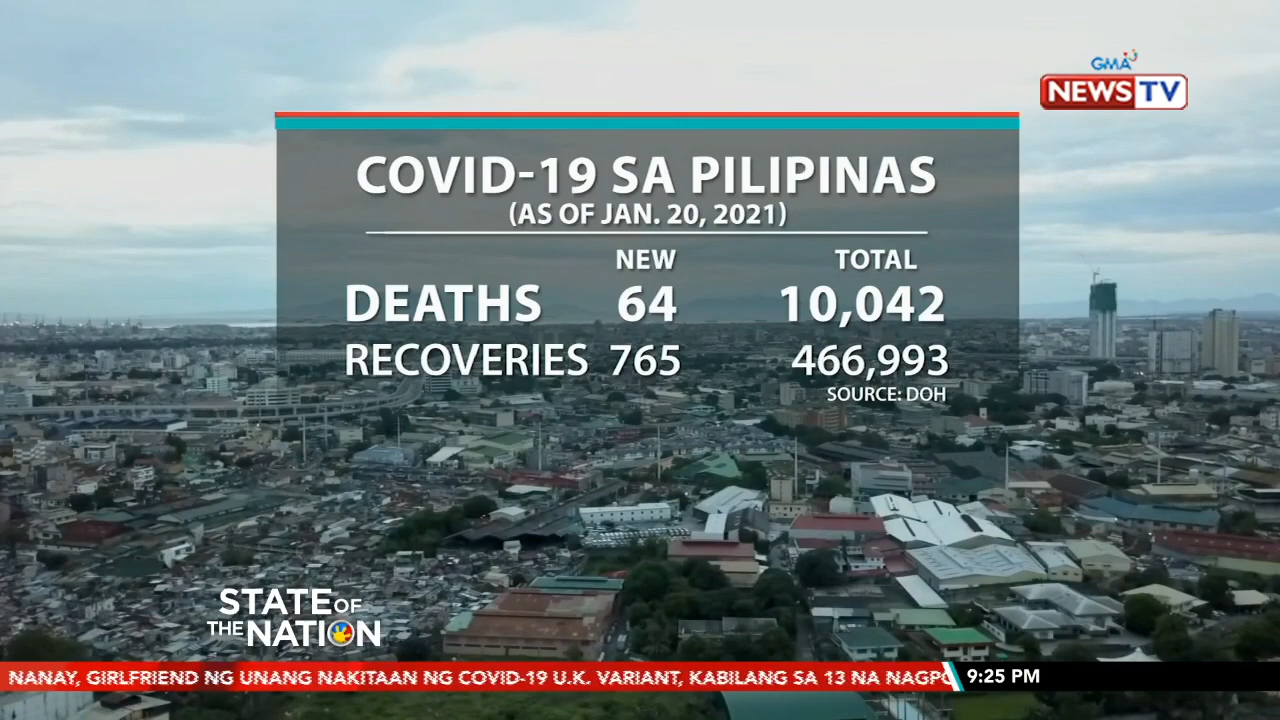 GMA
NEWS TV
COVID-19 SA PILIPINAS
(AS OF JAN. 20, 2021)
NEW TOTAL
DEATHS 64 10,042
RECOVERIES 765 466,993
SOURCE: DOH
STATE OF
THE NATION
NANAY, GIRLFRIEND NG UNANG NAKITAAN NG COVID-19 U.K. VARIANT, KABILANG SA 13 NA NAGPO
9:25 PM